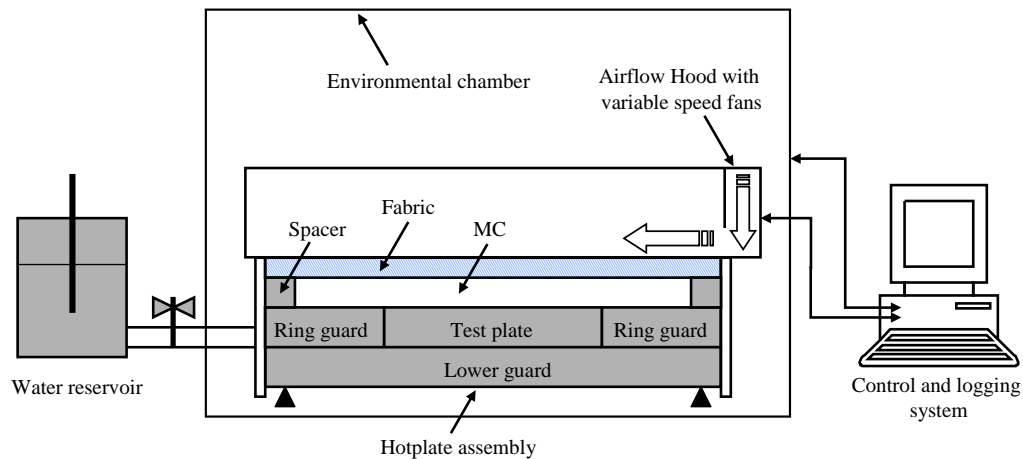 Environmental chamber
Airflow Hood with
variable speed fans
Fabric
Spacer
MC
Ring guard
Test plate
Ring guard
Lower guard
Water reservoir
Control and logging
system
Hotplate assembly